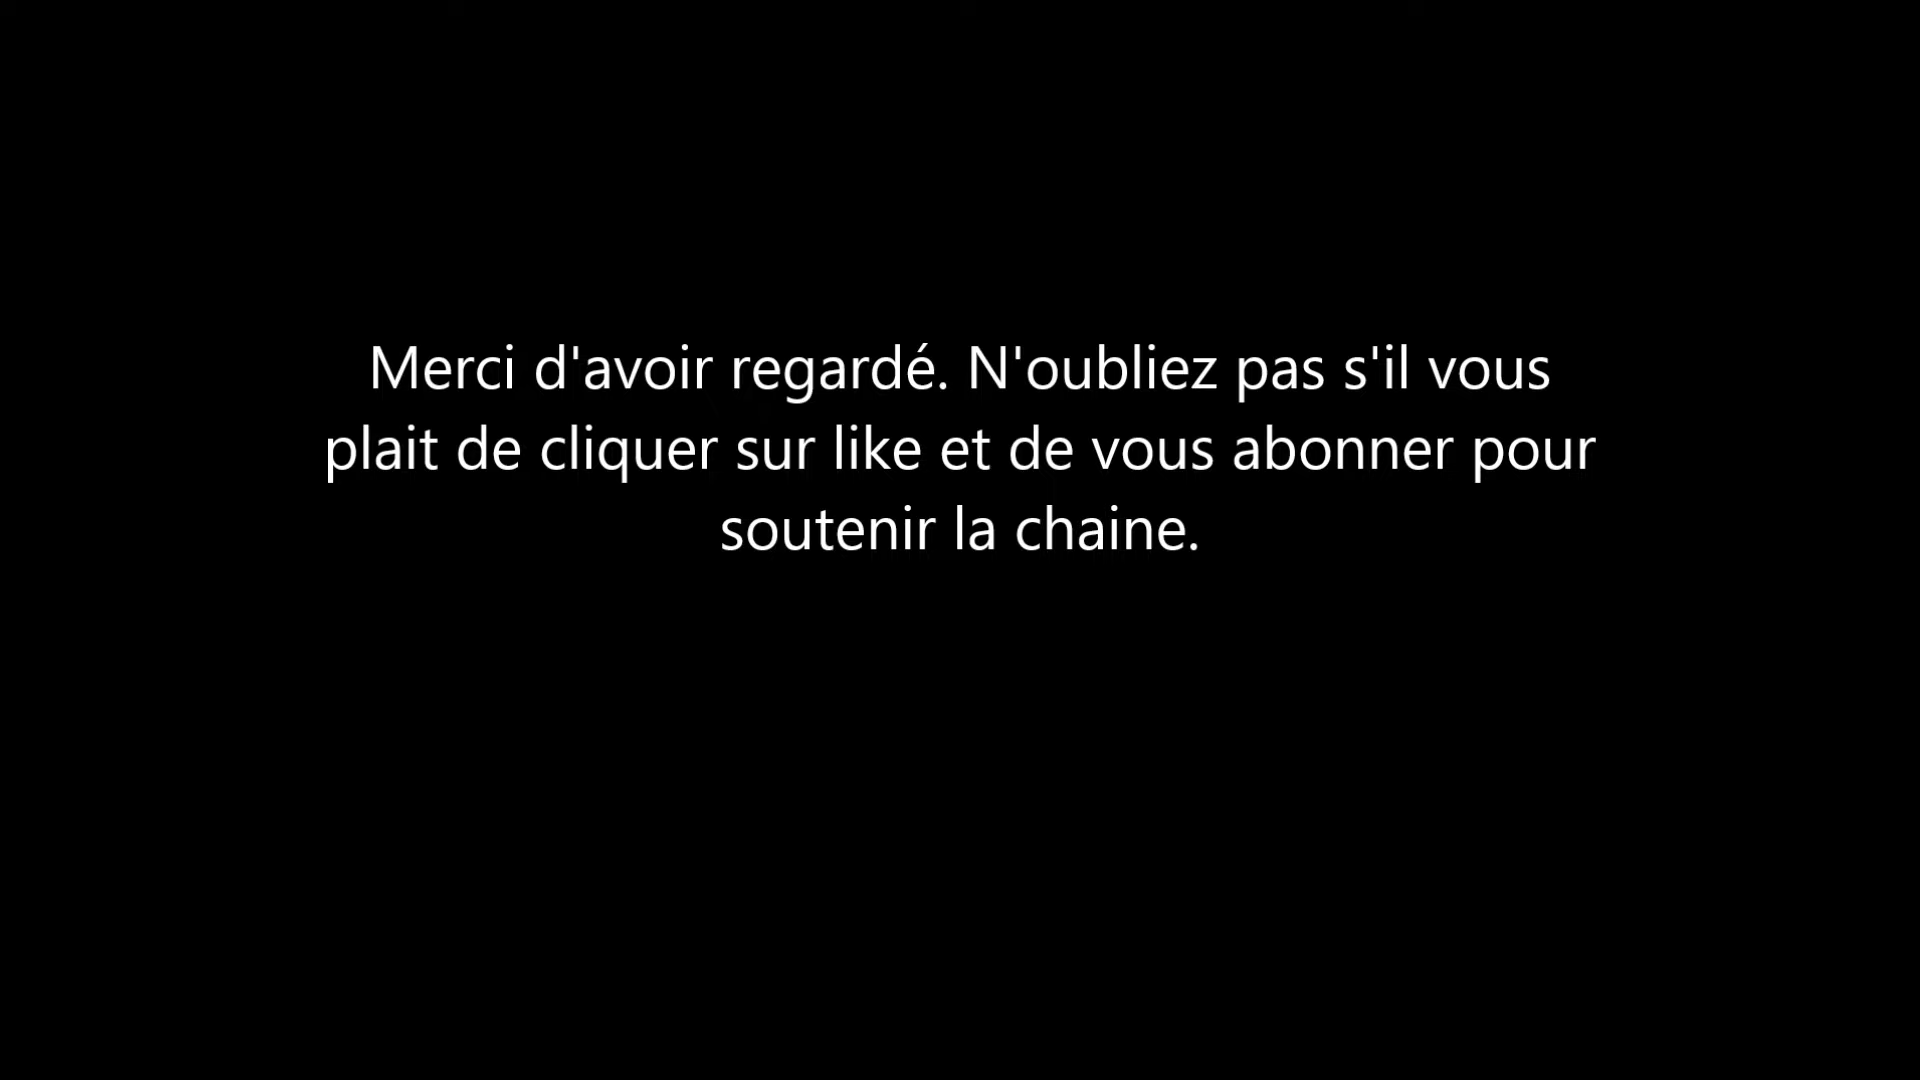 Merci d'avoir regardé. N'oubliez pas s'il vous
plait de cliquer sur like et de vous abonner pour
soutenir la chaine.